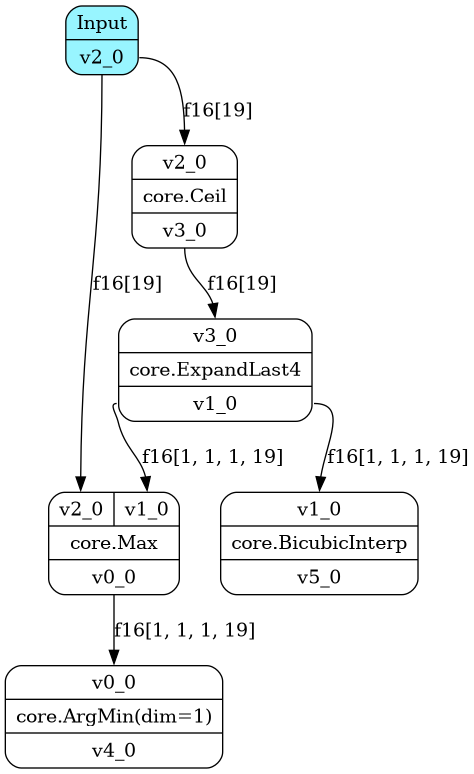 Input
v2_0
f16[19]
v2_0
core.Ceil
v3_0
f16[19]
f16[19]
v3_0
core.ExpandLast4
v1_0
f16[1, 1, 1, 19]
f16[1, 1, 1, 19]
v2_0
v1_0
core.Max
v0_0
v1_0
core.BicubicInterp
v5_0
f16[1, 1, 1, 19]
v0_0
core.ArgMin(dim=1)
v4_0